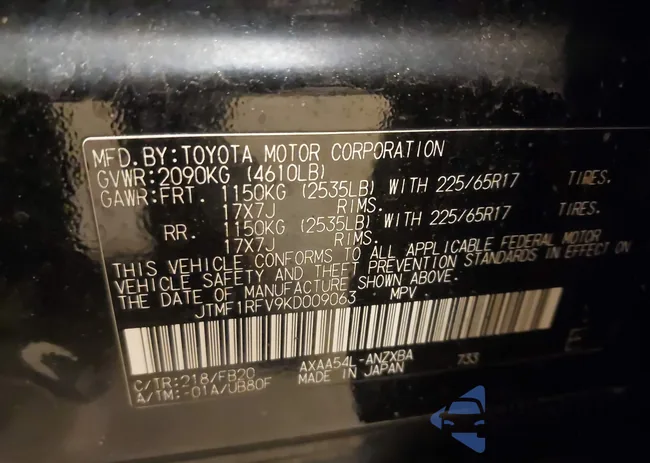 MFD.BY:TOYOTA MOTOR CORPORATION
GVWR:2090KG (4610LB)
GAWR:FRT. 1150KG (2535LB) WITH 225/65R17 TIRES.
17X7J RIMS.
RR. 1150KG (2535LB) WITH 225/65R17 TIRES.
17X7J RIMS.
THIS VEHICLE CONFORMS TO ALL APPLICABLE FEDERAL MOTOR
VEHICLE SAFETY AND THEFT PREVENTION STANDARDS IN EFFECT ON
THE DATE OF MANUFACTURE SHOWN ABOVE.
JTMF1RFV9KD009063 MPV
C/TR:218/FB20 AXAA54L-ANZXBA 733
A/TM:-01A/UB80F MADE IN JAPAN
E